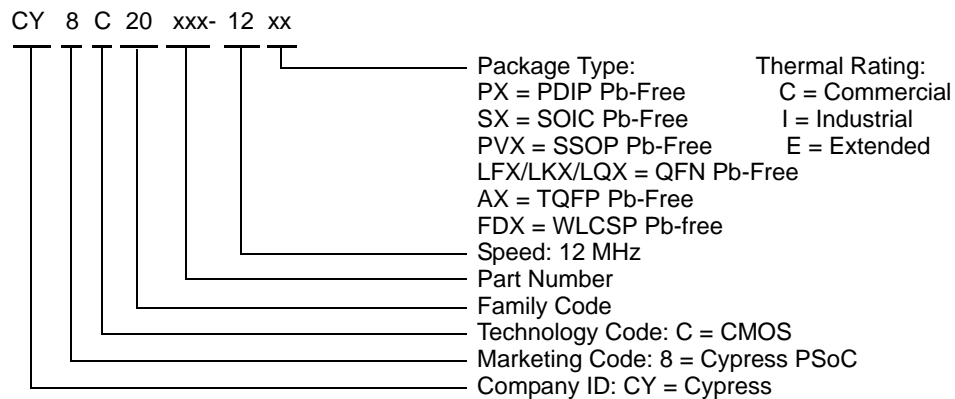 CY 8 C 20 xxx- 12 xx
Package Type: Thermal Rating:
PX = PDIP Pb-Free C = Commercial
SX = SOIC Pb-Free I = Industrial
PVX = SSOP Pb-Free E = Extended
LFX/LKX/LQX = QFN Pb-Free
AX = TQFP Pb-Free
FDX = WLCSP Pb-free
Speed: 12 MHz
Part Number
Family Code
Technology Code: C = CMOS
Marketing Code: 8 = Cypress PSoC
Company ID: CY = Cypress